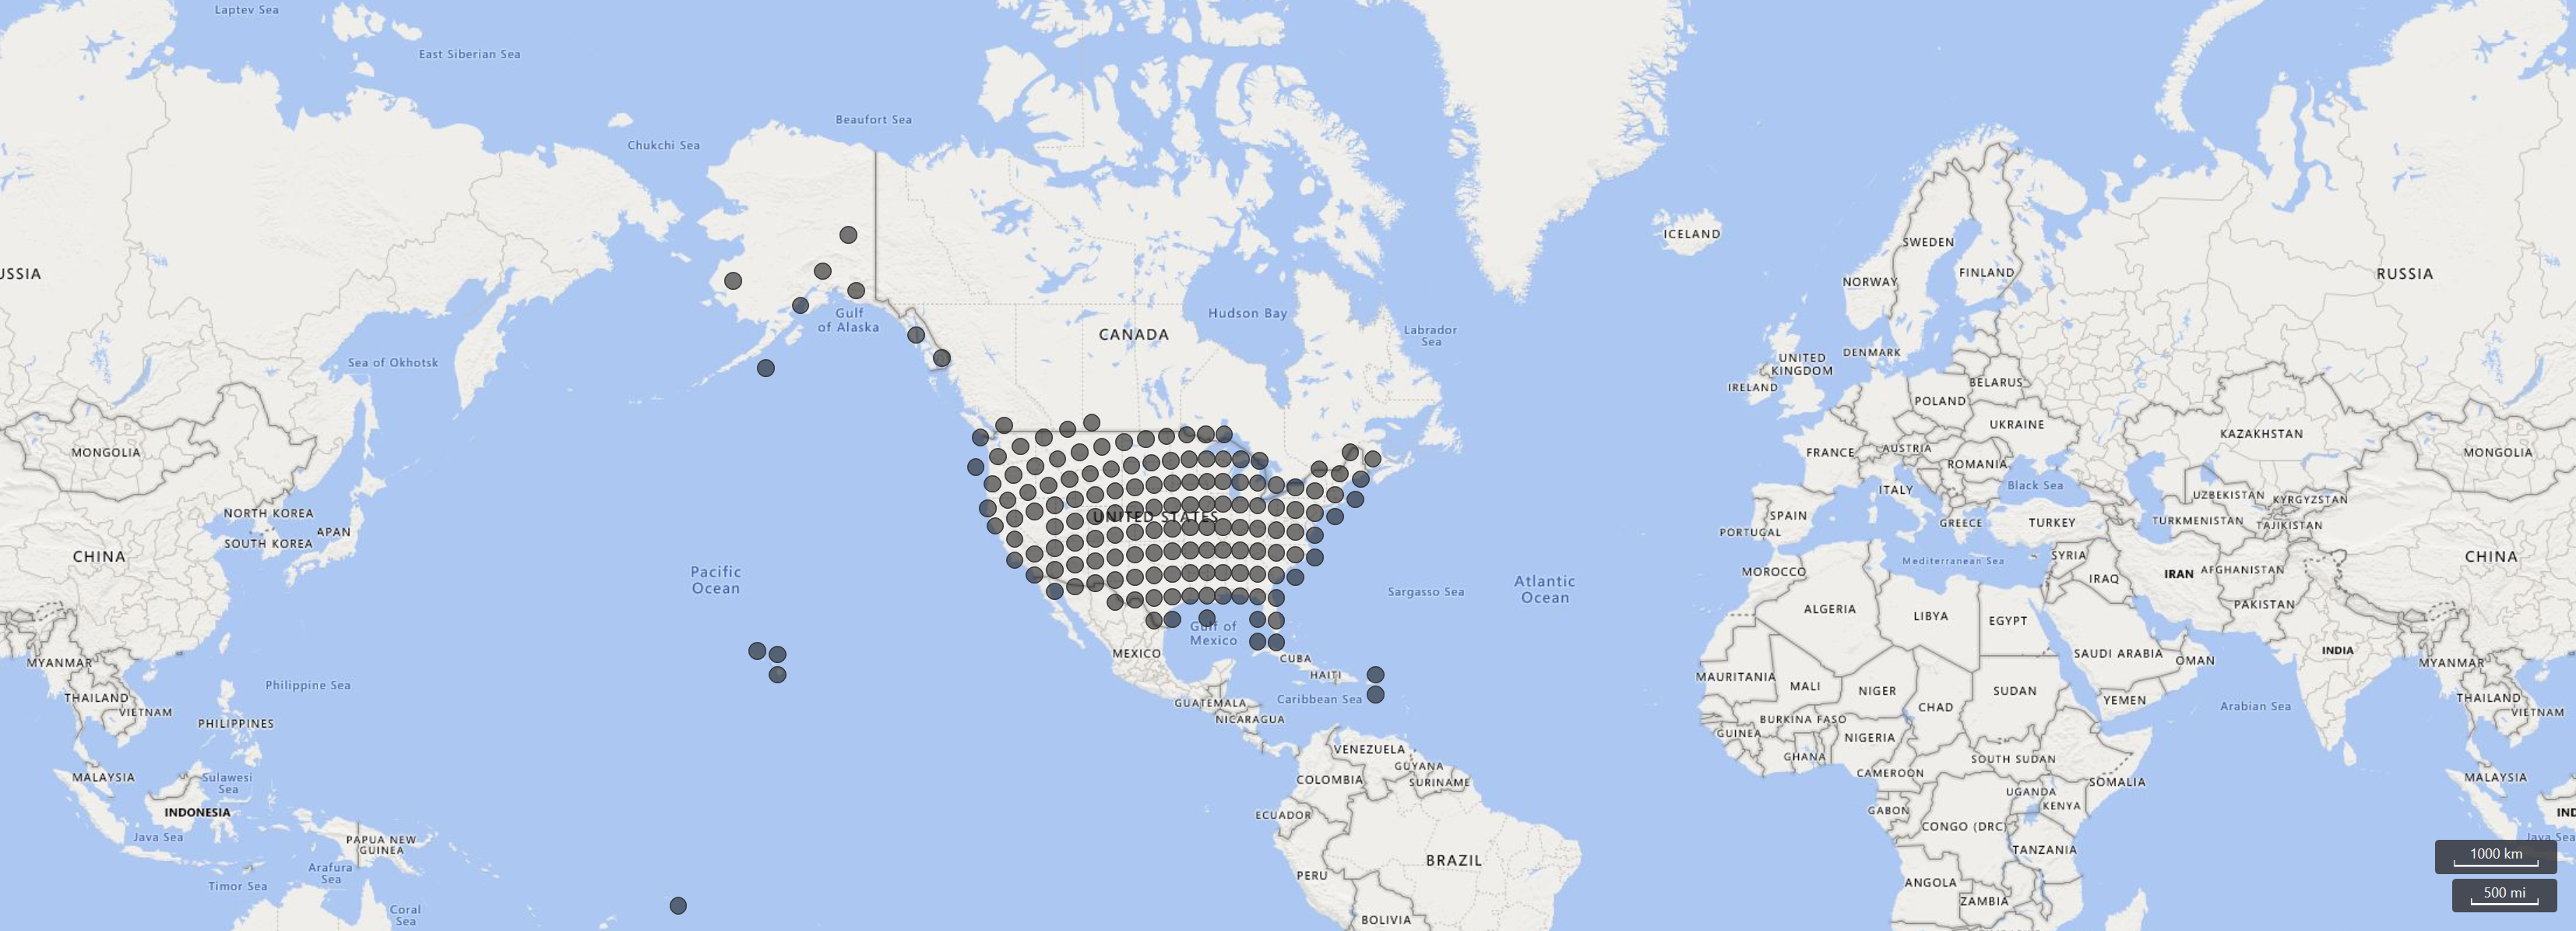 Laptev Sea
East Siberian Sea
Beaufort Sea
Chukchi Sea
ICELAND
SWEDEN
FINLAND
NORWAY
RUSSIA
USSIA
Gulf
of Alaska
Hudson Bay
CANADA
Labrador
Sea
Sea of Okhotsk
UNITED
KINGDOM
DENMARK
IRELAND
BELARUS
POLAND
UKRAINE
KAZAKHSTAN
MONGOLIA
MONGOLIA
FRANCE
AUSTRIA
ROMANIA
ITALY
Black Sea
UZBEKISTAN
KYRGYZSTAN
NORTH KOREA
SOUTH KOREA
APAN
UNITED STATES
SPAIN
PORTUGAL
GREECE
TURKEY
TURKMENISTAN
TAJIKISTAN
CHINA
CHINA
Mediterranean Sea
SYRIA
IRAQ
IRAN
AFGHANISTAN
MOROCCO
Pacific
Ocean
Sargasso Sea
Atlantic
Ocean
ALGERIA
LIBYA
EGYPT
PAKISTAN
Gulf of
Mexico
MEXICO
CUBA
HAITI
Caribbean Sea
GUATEMALA
NICARAGUA
SAUDI ARABIA
OMAN
INDIA
MYANMAR
MYANMAR
THAILAND
THAILAND
VIETNAM
VIETNAM
Philippine Sea
PHILIPPINES
MAURITANIA
MALI
NIGER
SUDAN
CHAD
YEMEN
Arabian Sea
BURKINA FASO
GUINEA
GHANA
NIGERIA
SOUTH SUDAN
CAMEROON
SOMALIA
VENEZUELA
GUYANA
SURINAME
COLOMBIA
ECUADOR
MALAYSIA
MALAYSIA
Sulawesi
Sea
INDONESIA
IND
UGANDA
KENYA
GABON
CONGO (DRC)
TANZANIA
Java Sea
Java Sea
PAPUA NEW
GUINEA
Arafura
Sea
Timor Sea
Coral
Sea
BRAZIL
PERU
BOLIVIA
ANGOLA
ZAMBIA
1000 km
500 mi